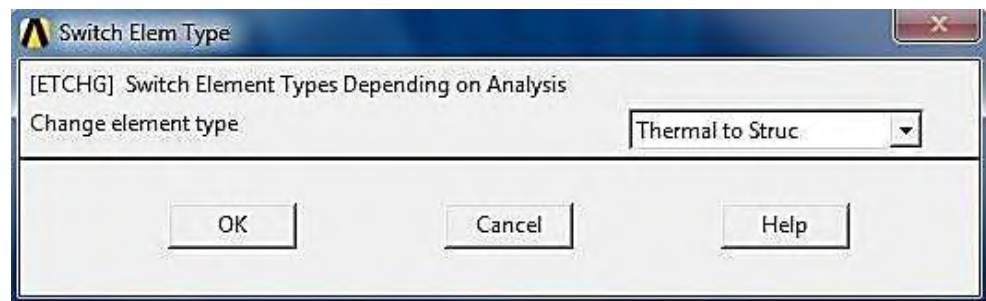 Switch Elem Type
[ETCHG] Switch Element Types Depending on Analysis
Change element type
Thermal to Struc
OK
Cancel
Help